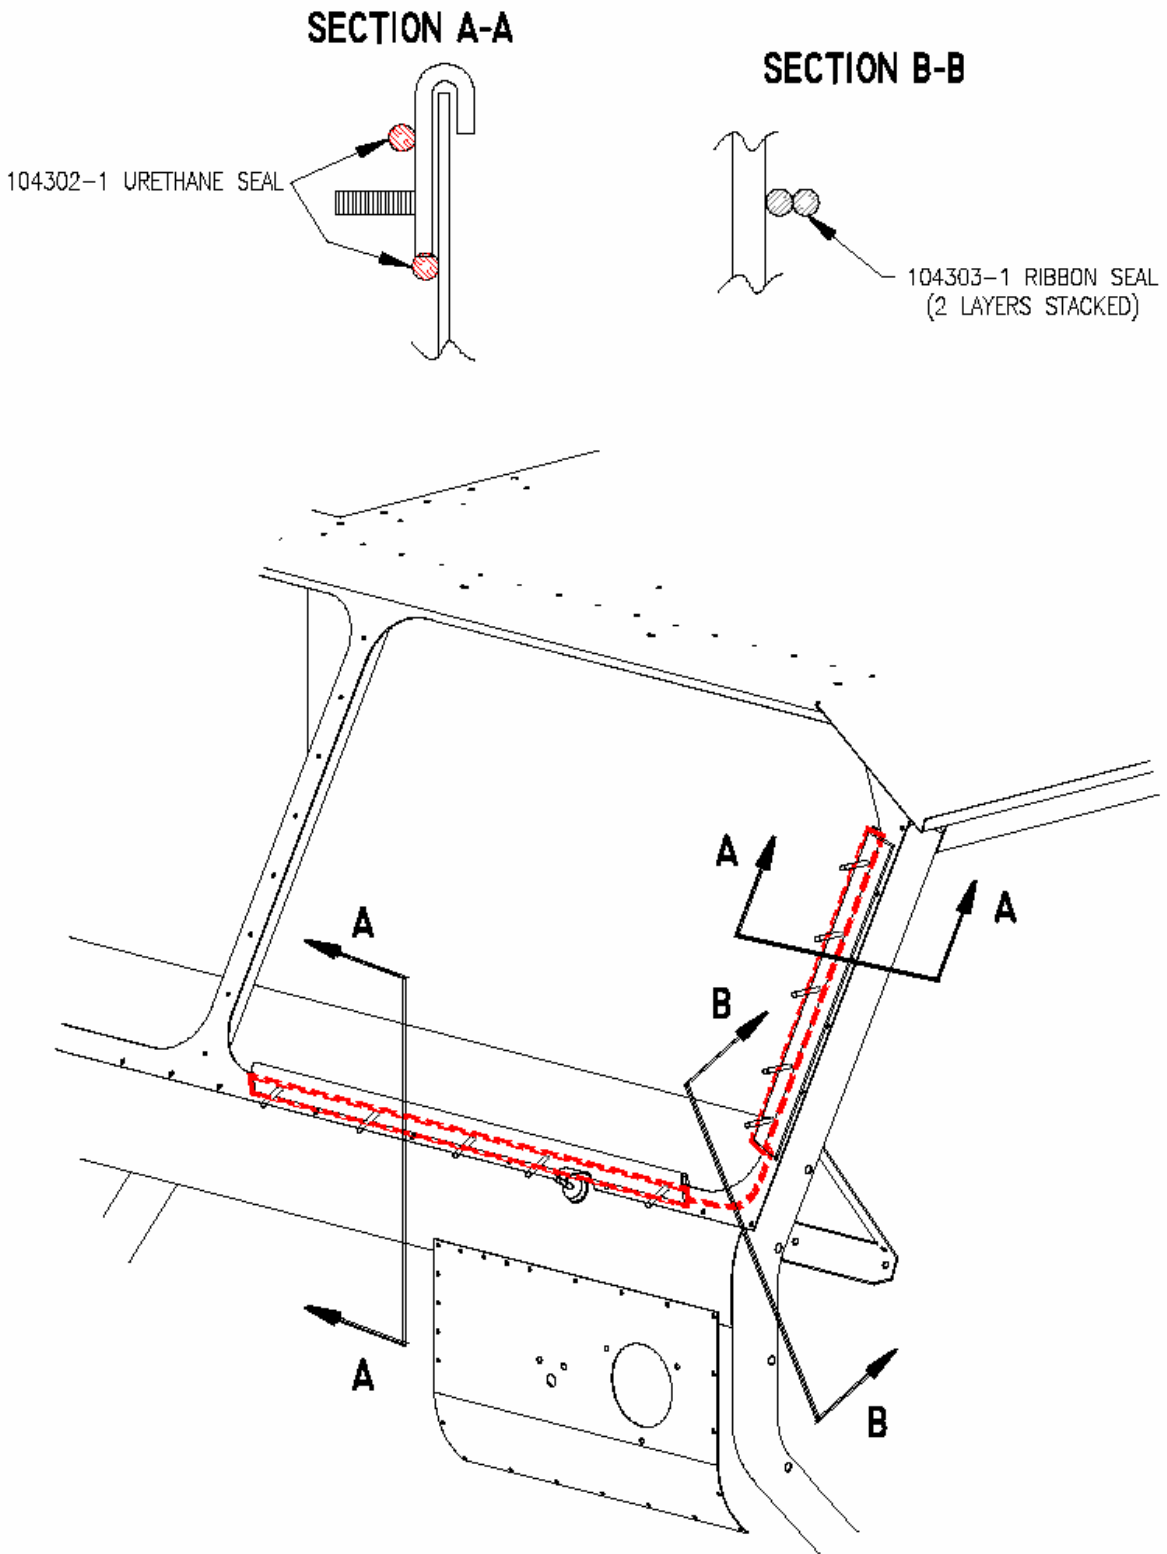 SECTION A-A
SECTION B-B
104302-1 URETHANE SEAL
104303-1 RIBBON SEAL
(2 LAYERS STACKED)
A
A
A
B
A
B